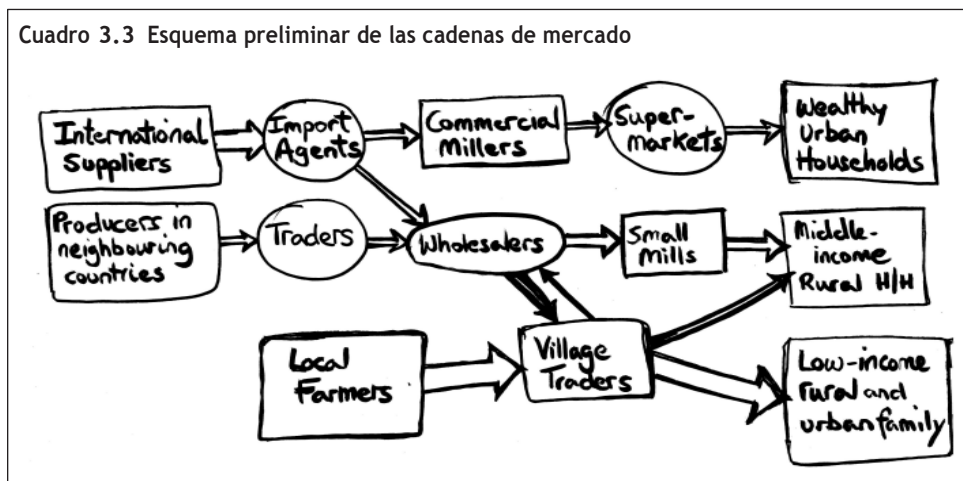 Cuadro 3.3 Esquema preliminar de las cadenas de mercado
International
Suppliers
Import
Agents
Commercial
Millers
Super-
markets
Wealthy
Urban
Households
Producers in
neighbouring
countries
Traders
Wholesalers
Small
Mills
Middle-
income
Rural H/H
Local
Farmers
Village
Traders
Low-income
rural and
urban family